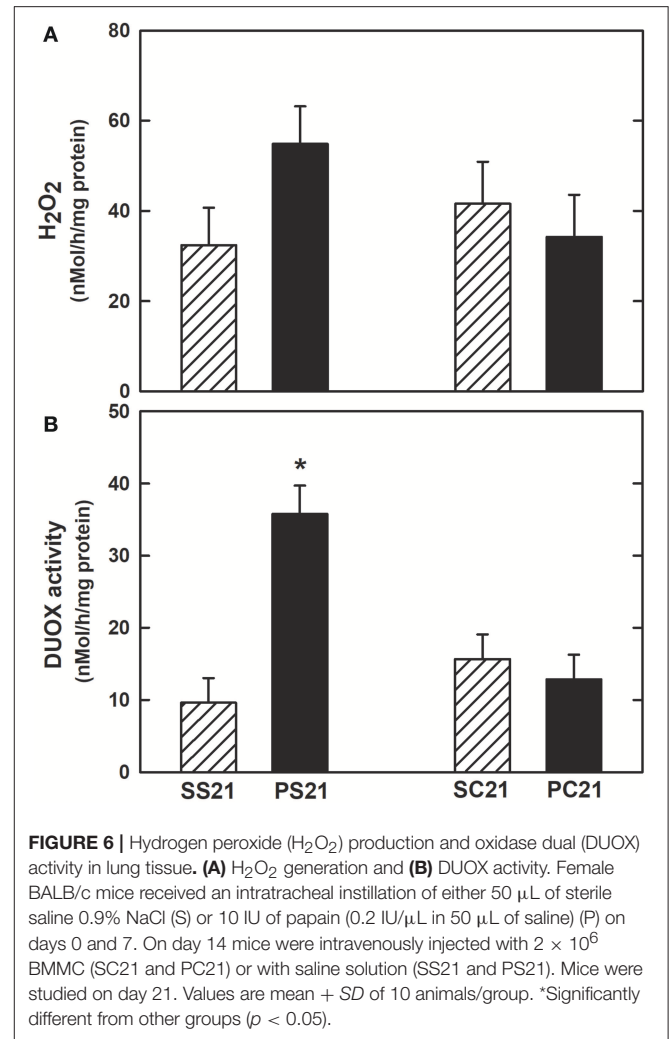 A
80
60
40
20
0
H₂O₂
(nMol/h/mg protein)
B
50
40
30
20
10
0
DUOX activity
(nMol/h/mg protein)
*
SS21 PS21 SC21 PC21
FIGURE 6 | Hydrogen peroxide (H₂O₂) production and oxidase dual (DUOX)
activity in lung tissue. (A) H₂O₂ generation and (B) DUOX activity. Female
BALB/c mice received an intratracheal instillation of either 50 μL of sterile
saline 0.9% NaCl (S) or 10 IU of papain (0.2 IU/μL in 50 μL of saline) (P) on
days 0 and 7. On day 14 mice were intravenously injected with 2 × 10⁶
BMMC (SC21 and PC21) or with saline solution (SS21 and PS21). Mice were
studied on day 21. Values are mean + SD of 10 animals/group. *Significantly
different from other groups (p < 0.05).